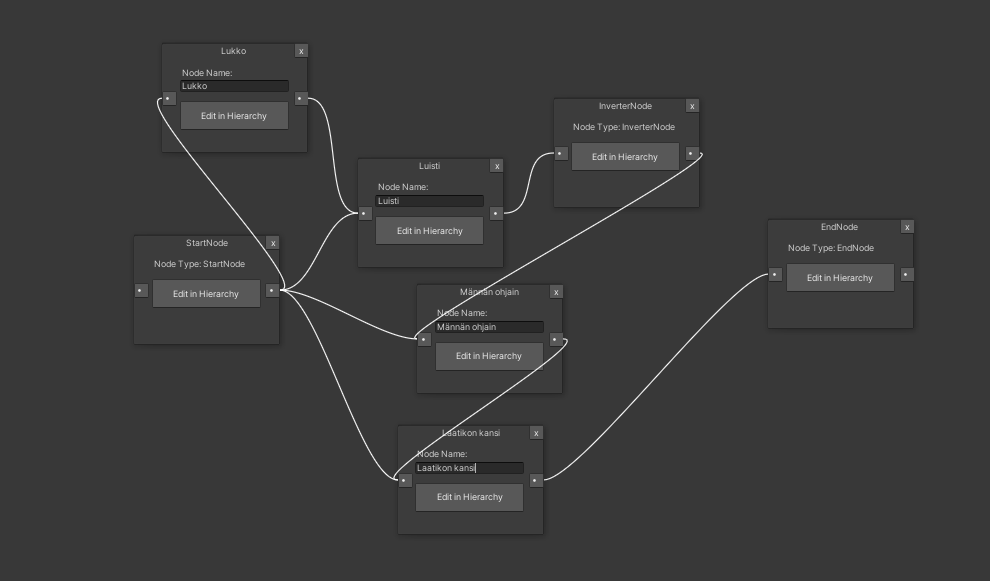 Lukko
x
Node Name:
Lukko
Edit in Hierarchy
InverterNode
x
Node Type: InverterNode
Edit in Hierarchy
Luisti
x
Node Name:
Luisti
Edit in Hierarchy
StartNode
x
Node Type: StartNode
Edit in Hierarchy
EndNode
x
Node Type: EndNode
Edit in Hierarchy
Männän ohjain
x
Node Name:
Männän ohjain
Edit in Hierarchy
Laatikon kansi
x
Node Name:
Laatikon kansi
Edit in Hierarchy